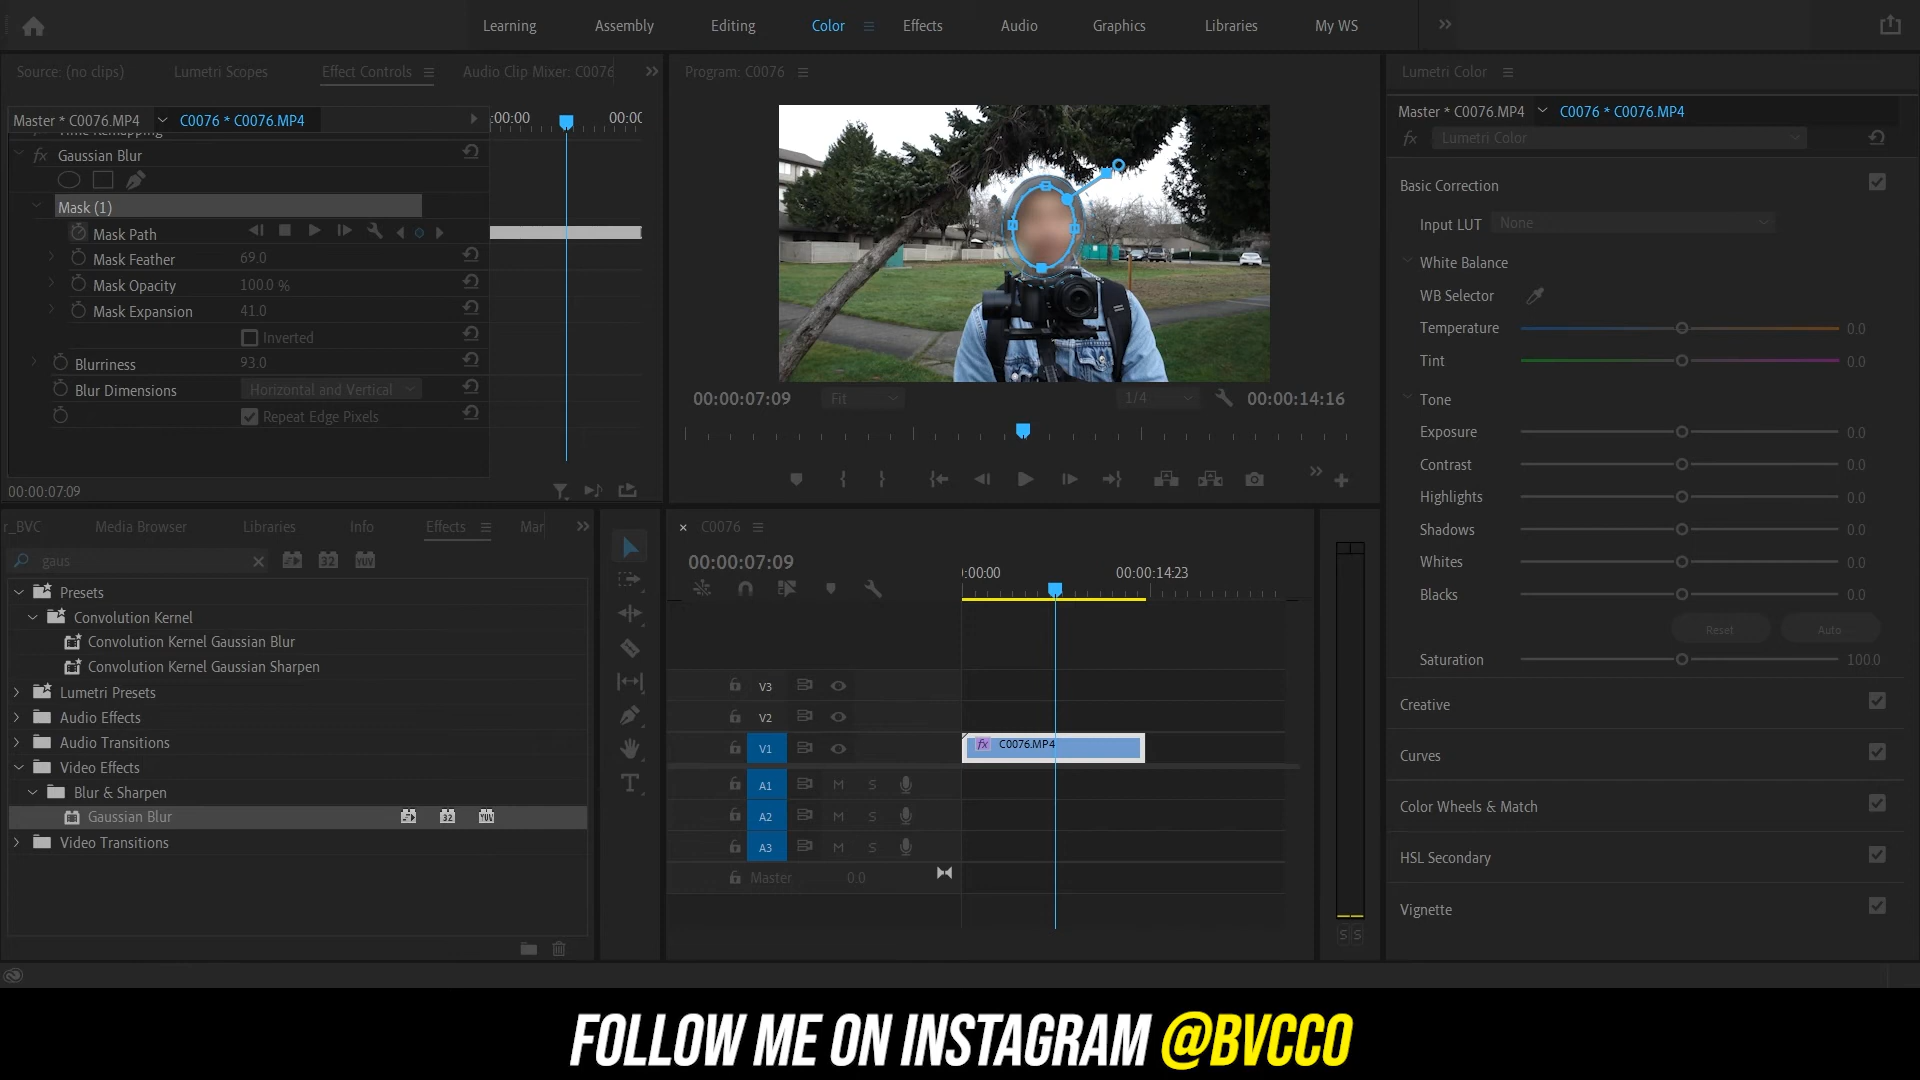 Learning Assembly Editing Color Effects Audio Graphics Libraries My WS
Source: (no clips) Lumetri Scopes Effect Controls Audio Clip Mixer: C0076
Master * C0076.MP4 C0076 * C0076.MP4
:00:00 00:00
Time Remapping
fx Gaussian Blur
Mask (1)
Mask Path
Mask Feather 69.0
Mask Opacity 100.0 %
Mask Expansion 41.0
Inverted
Blurriness 93.0
Blur Dimensions Horizontal and Vertical
Repeat Edge Pixels
00:00:07:09
Program: C0076
00:00:07:09 Fit 1/4 00:00:14:16
Lumetri Color
Master * C0076.MP4 C0076 * C0076.MP4
fx Lumetri Color
Basic Correction
Input LUT None
White Balance
WB Selector
Temperature 0.0
Tint 0.0
Tone
Exposure 0.0
Contrast 0.0
Highlights 0.0
Shadows 0.0
Whites 0.0
Blacks 0.0
Reset Auto
Saturation 100.0
Creative
Curves
Color Wheels & Match
HSL Secondary
Vignette
r_BVC Media Browser Libraries Info Effects Mar
gaus 32 YUV
Presets
Convolution Kernel
Convolution Kernel Gaussian Blur
Convolution Kernel Gaussian Sharpen
Lumetri Presets
Audio Effects
Audio Transitions
Video Effects
Blur & Sharpen
Gaussian Blur 32 YUV
Video Transitions
× C0076
00:00:07:09
:00:00 00:00:14:23
V3
V2
V1 fx C0076.MP4
A1 M S
A2 M S
A3 M S
Master 0.0
S S
FOLLOW ME ON INSTAGRAM @BVCCO